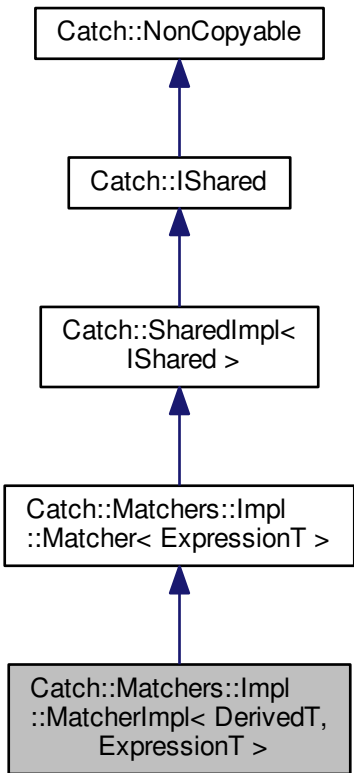 Catch::NonCopyable
Catch::IShared
Catch::SharedImpl<
IShared >
Catch::Matchers::Impl
::Matcher< ExpressionT >
Catch::Matchers::Impl
::MatcherImpl< DerivedT,
ExpressionT >